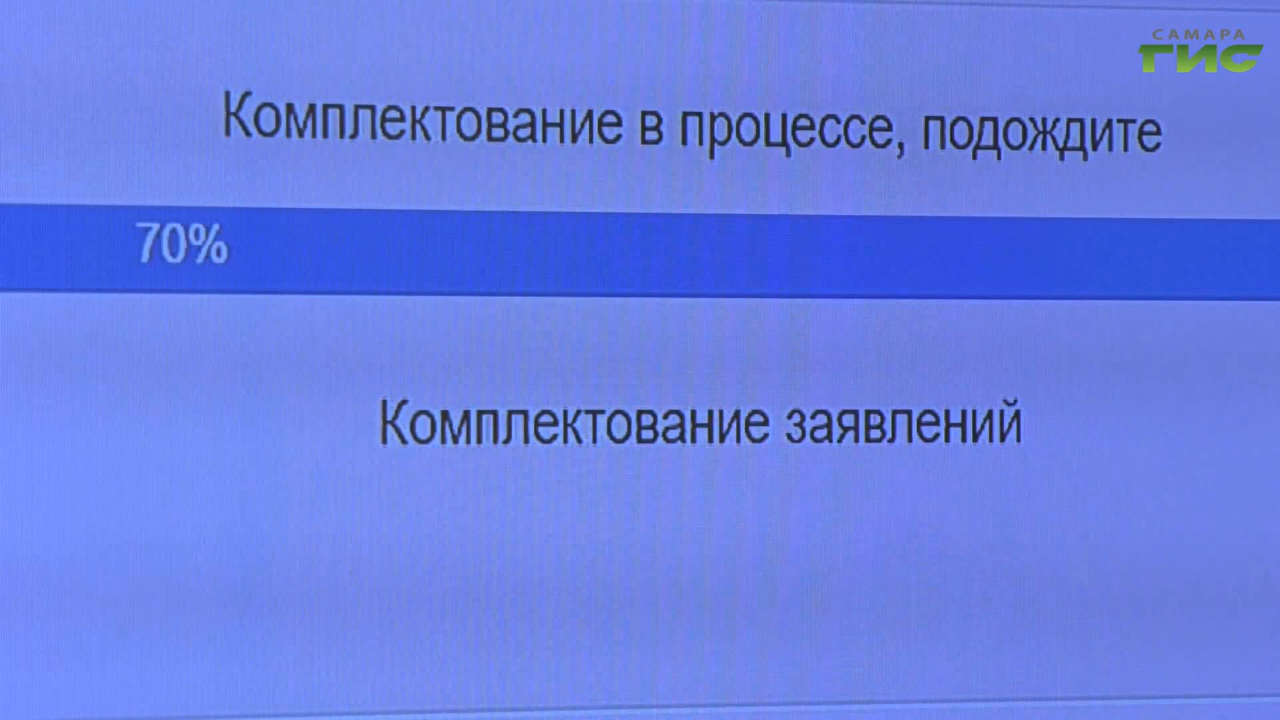 САМАРА
ГИС
Комплектование в процессе, подождите
70%
Комплектование заявлений